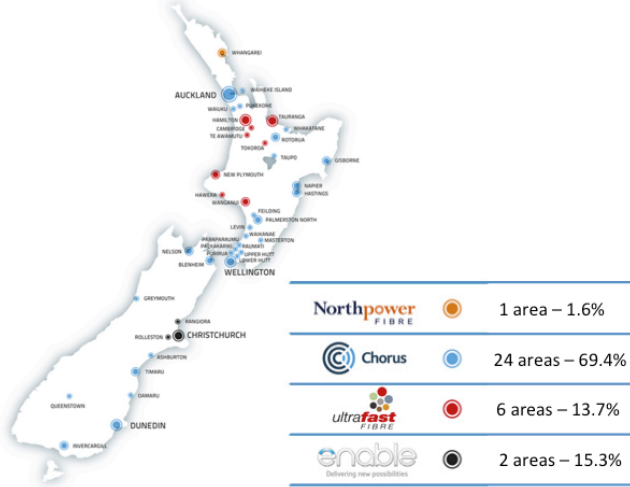 WHANGAREI
AUCKLAND
WAIHEKE ISLAND
WAIUKU
PUKEKOHE
HAMILTON
TAURANGA
CAMBRIDGE
WHAKATANE
TE AWAMUTU
ROTORUA
TOKOROA
TAUPO
GISBORNE
NEW PLYMOUTH
NAPIER
HASTINGS
HAWERA
WANGANUI
FEILDING
PALMERSTON NORTH
LEVIN
WAIKANAE
PARAPARAUMU
MASTERTON
PAEKAKARIKI
RAUMATI
NELSON
PORIRUA
UPPER HUTT
LOWER HUTT
BLENHEIM
WELLINGTON
GREYMOUTH
RANGIORA
ROLLESTON
CHRISTCHURCH
ASHBURTON
TIMARU
OAMARU
QUEENSTOWN
DUNEDIN
INVERCARGILL
Northpower
FIBRE
1 area – 1.6%
Chorus
24 areas – 69.4%
ultrafast
FIBRE
6 areas – 13.7%
enable
Delivering new possibilities
2 areas – 15.3%